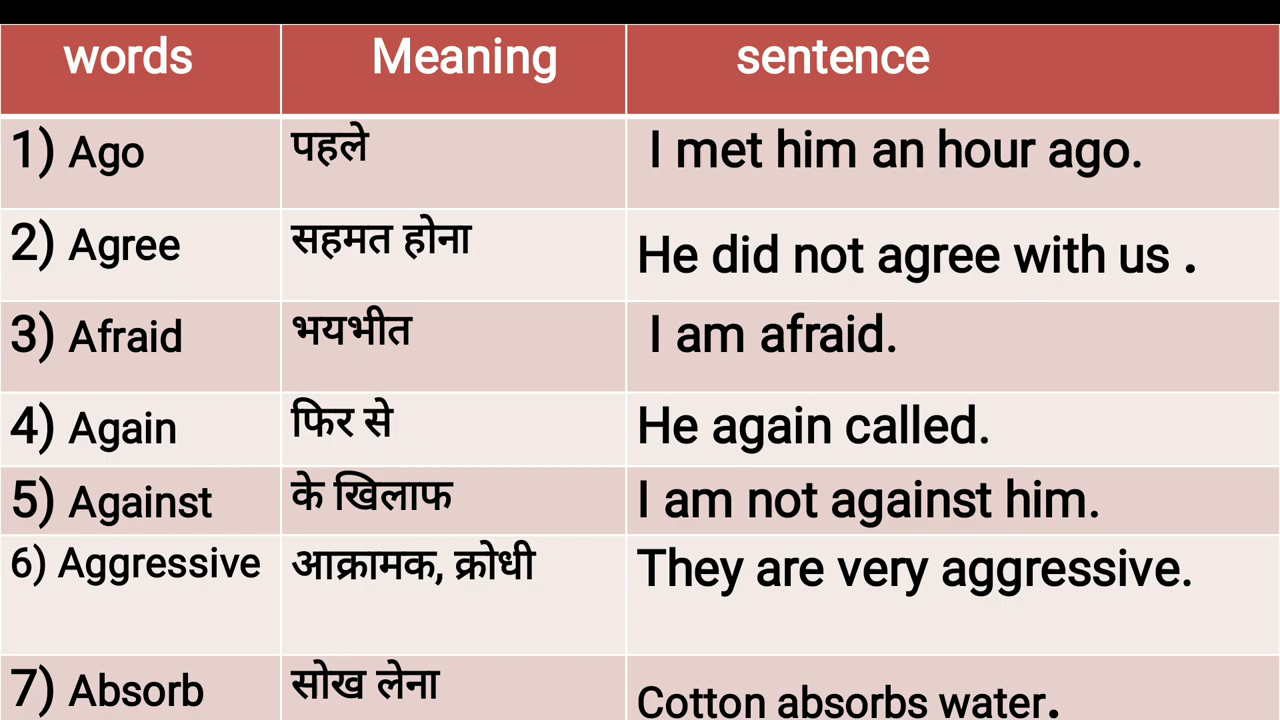 words Meaning sentence
1) Ago पहले I met him an hour ago.
2) Agree सहमत होना He did not agree with us .
3) Afraid भयभीत I am afraid.
4) Again फिर से He again called.
5) Against के खिलाफ I am not against him.
6) Aggressive आक्रामक, क्रोधी They are very aggressive.
7) Absorb सोख लेना Cotton absorbs water.